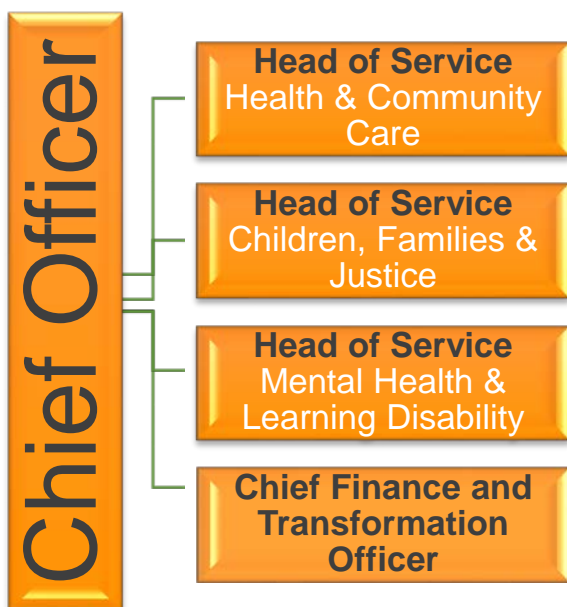 Chief Officer
Head of Service
Health & Community
Care
Head of Service
Children, Families &
Justice
Head of Service
Mental Health &
Learning Disability
Chief Finance and
Transformation
Officer